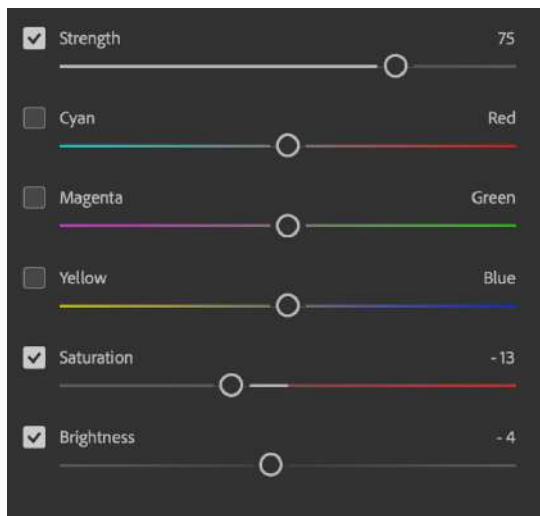 Strength 75
Cyan Red
Magenta Green
Yellow Blue
Saturation - 13
Brightness - 4